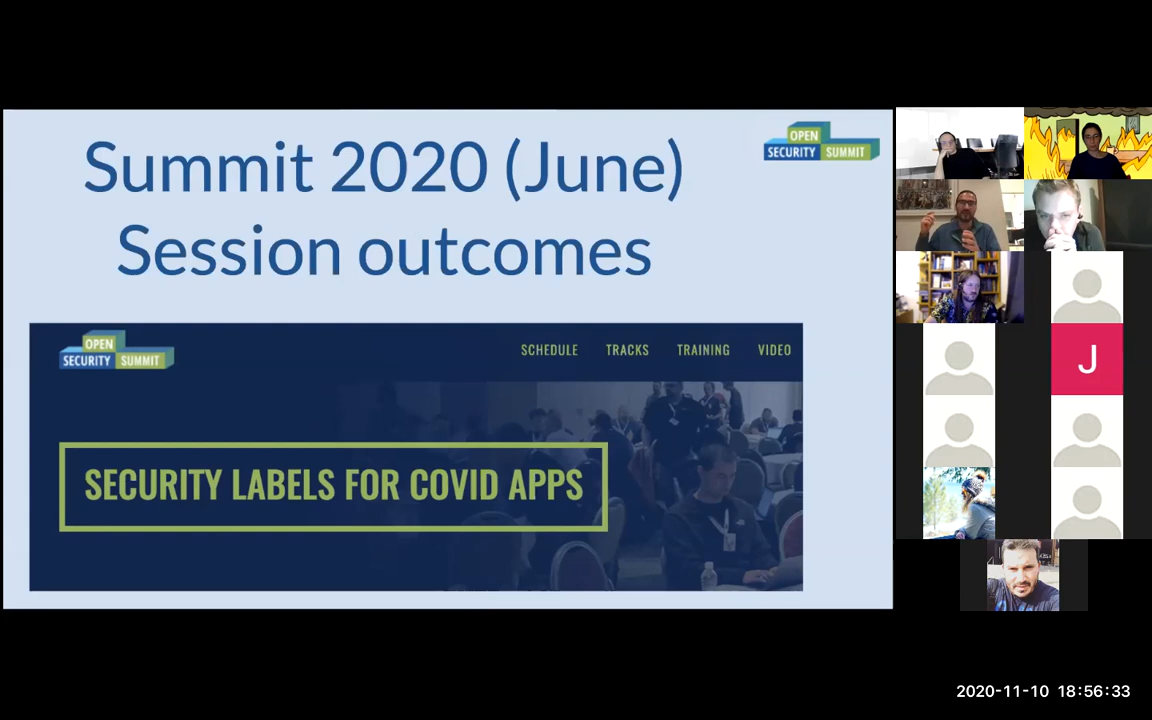 Summit 2020 (June)
Session outcomes
OPEN
SECURITY SUMMIT
OPEN
SECURITY SUMMIT
SCHEDULE TRACKS TRAINING VIDEO
SECURITY LABELS FOR COVID APPS
J
2020-11-10 18:56:33